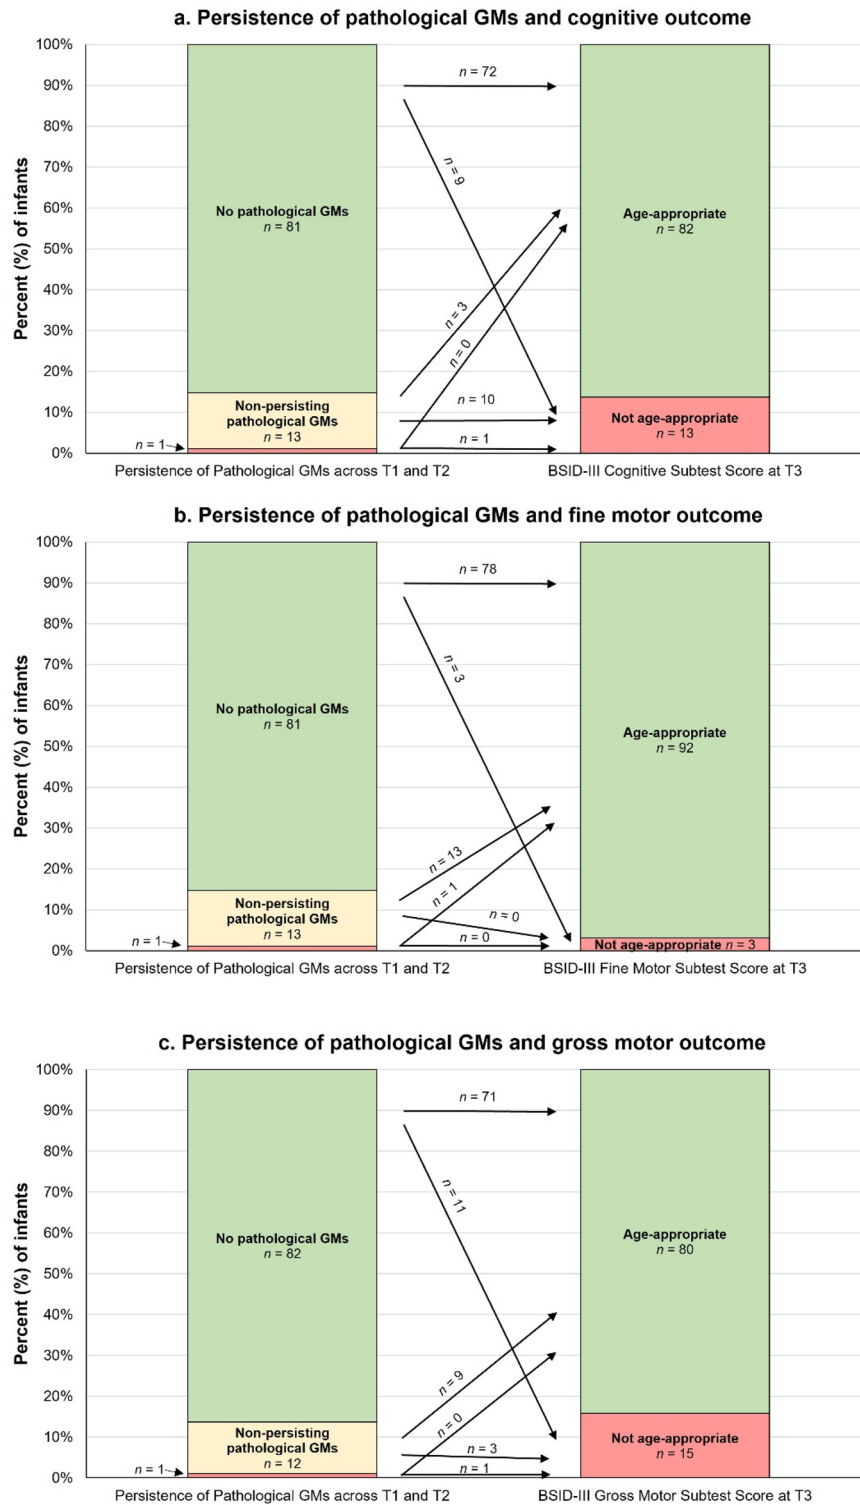 a. Persistence of pathological GMs and cognitive outcome
Percent (%) of infants
100%
90%
80%
70%
60%
50%
40%
30%
20%
10%
0%
No pathological GMs
n = 81
Non-persisting
pathological GMs
n = 13
n = 1
n = 72
n = 9
n = 3
n = 0
n = 10
n = 1
Age-appropriate
n = 82
Not age-appropriate
n = 13
Persistence of Pathological GMs across T1 and T2
BSID-III Cognitive Subtest Score at T3
b. Persistence of pathological GMs and fine motor outcome
Percent (%) of infants
100%
90%
80%
70%
60%
50%
40%
30%
20%
10%
0%
No pathological GMs
n = 81
Non-persisting
pathological GMs
n = 13
n = 1
n = 78
n = 3
n = 13
n = 1
n = 0
n = 0
Age-appropriate
n = 92
Not age-appropriate n = 3
Persistence of Pathological GMs across T1 and T2
BSID-III Fine Motor Subtest Score at T3
c. Persistence of pathological GMs and gross motor outcome
Percent (%) of infants
100%
90%
80%
70%
60%
50%
40%
30%
20%
10%
0%
No pathological GMs
n = 82
Non-persisting
pathological GMs
n = 12
n = 1
n = 71
n = 11
n = 9
n = 0
n = 3
n = 1
Age-appropriate
n = 80
Not age-appropriate
n = 15
Persistence of Pathological GMs across T1 and T2
BSID-III Gross Motor Subtest Score at T3